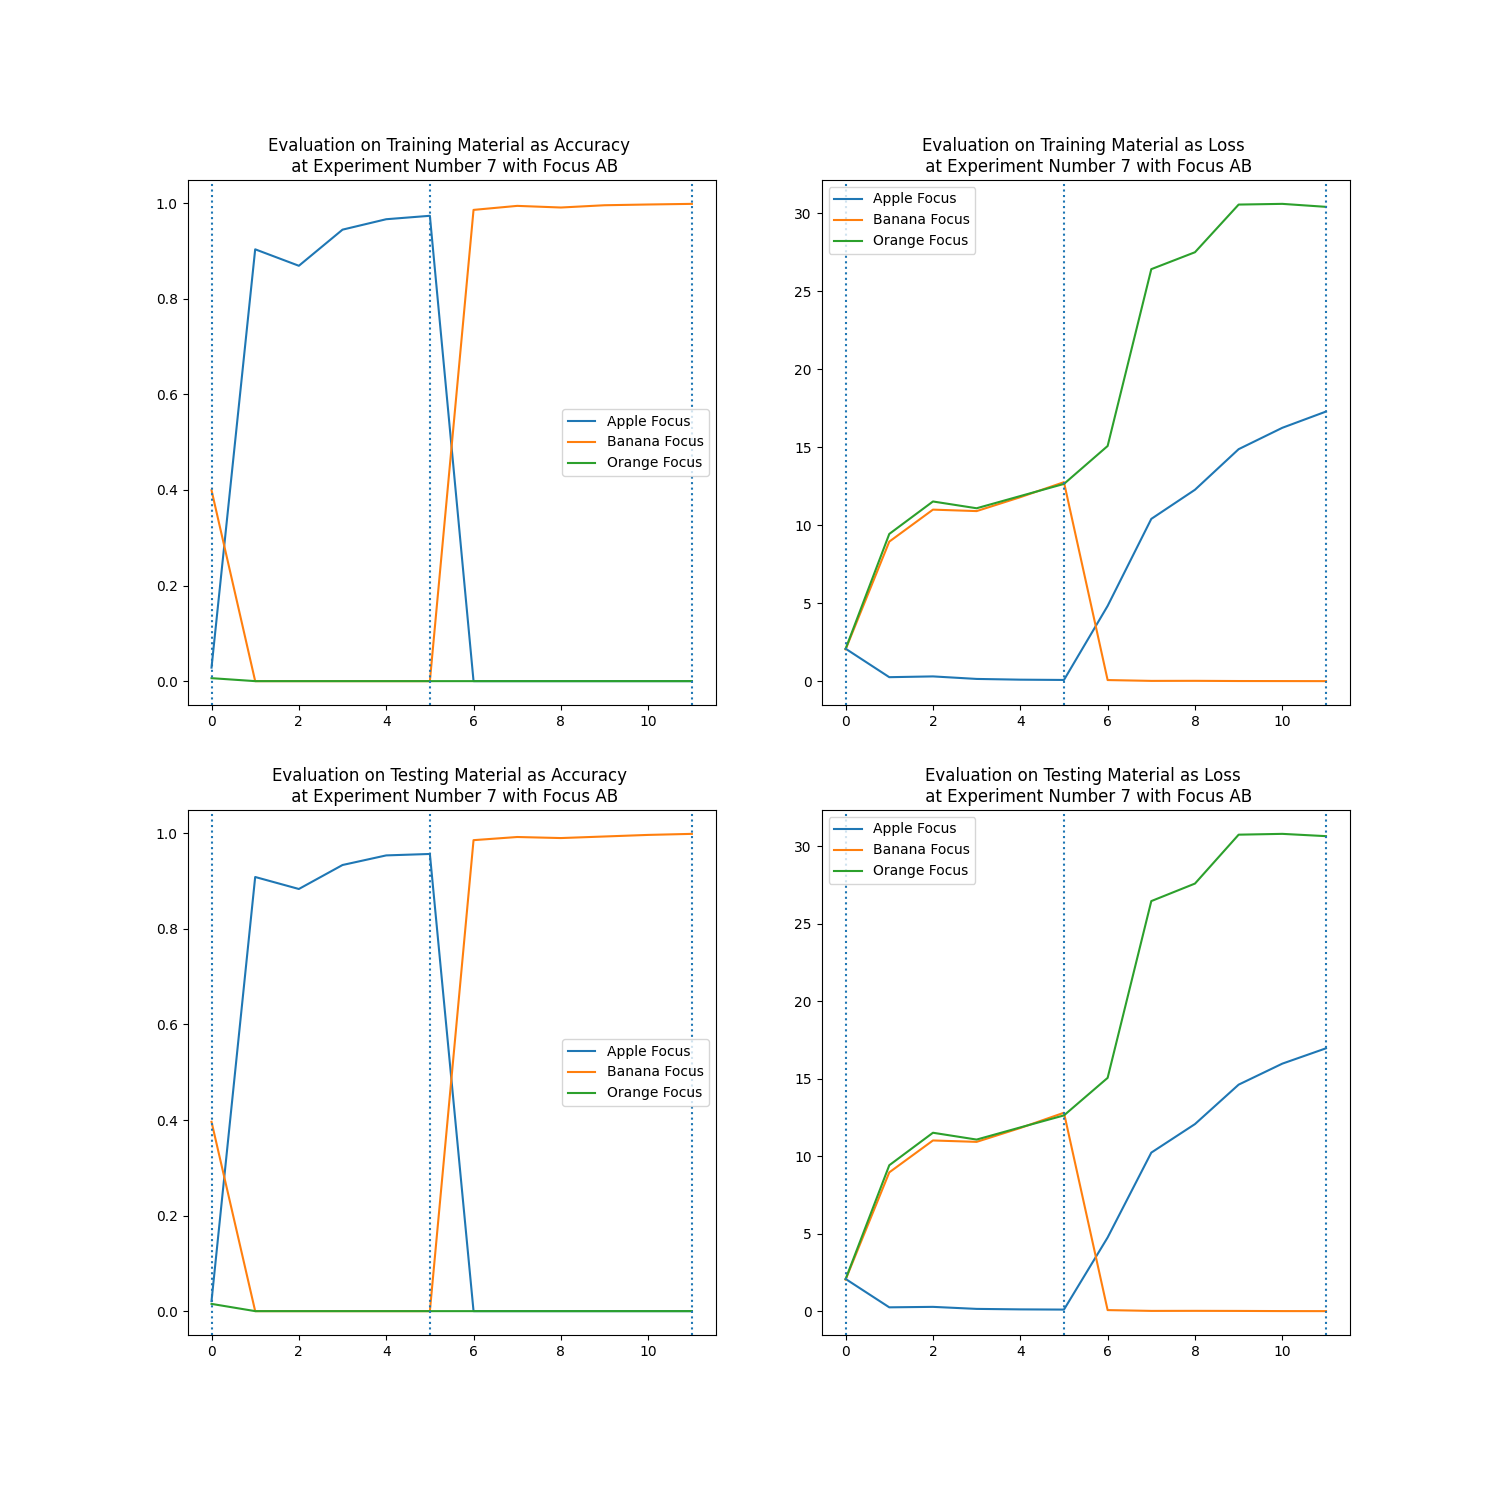 Evaluation on Training Material as Accuracy
at Experiment Number 7 with Focus AB
1.0
0.8
0.6
0.4
0.2
0.0
Apple Focus
Banana Focus
Orange Focus
0 2 4 6 8 10
Evaluation on Training Material as Loss
at Experiment Number 7 with Focus AB
Apple Focus
Banana Focus
Orange Focus
30
25
20
15
10
5
0
0 2 4 6 8 10
Evaluation on Testing Material as Accuracy
at Experiment Number 7 with Focus AB
1.0
0.8
0.6
0.4
0.2
0.0
Apple Focus
Banana Focus
Orange Focus
0 2 4 6 8 10
Evaluation on Testing Material as Loss
at Experiment Number 7 with Focus AB
Apple Focus
Banana Focus
Orange Focus
30
25
20
15
10
5
0
0 2 4 6 8 10